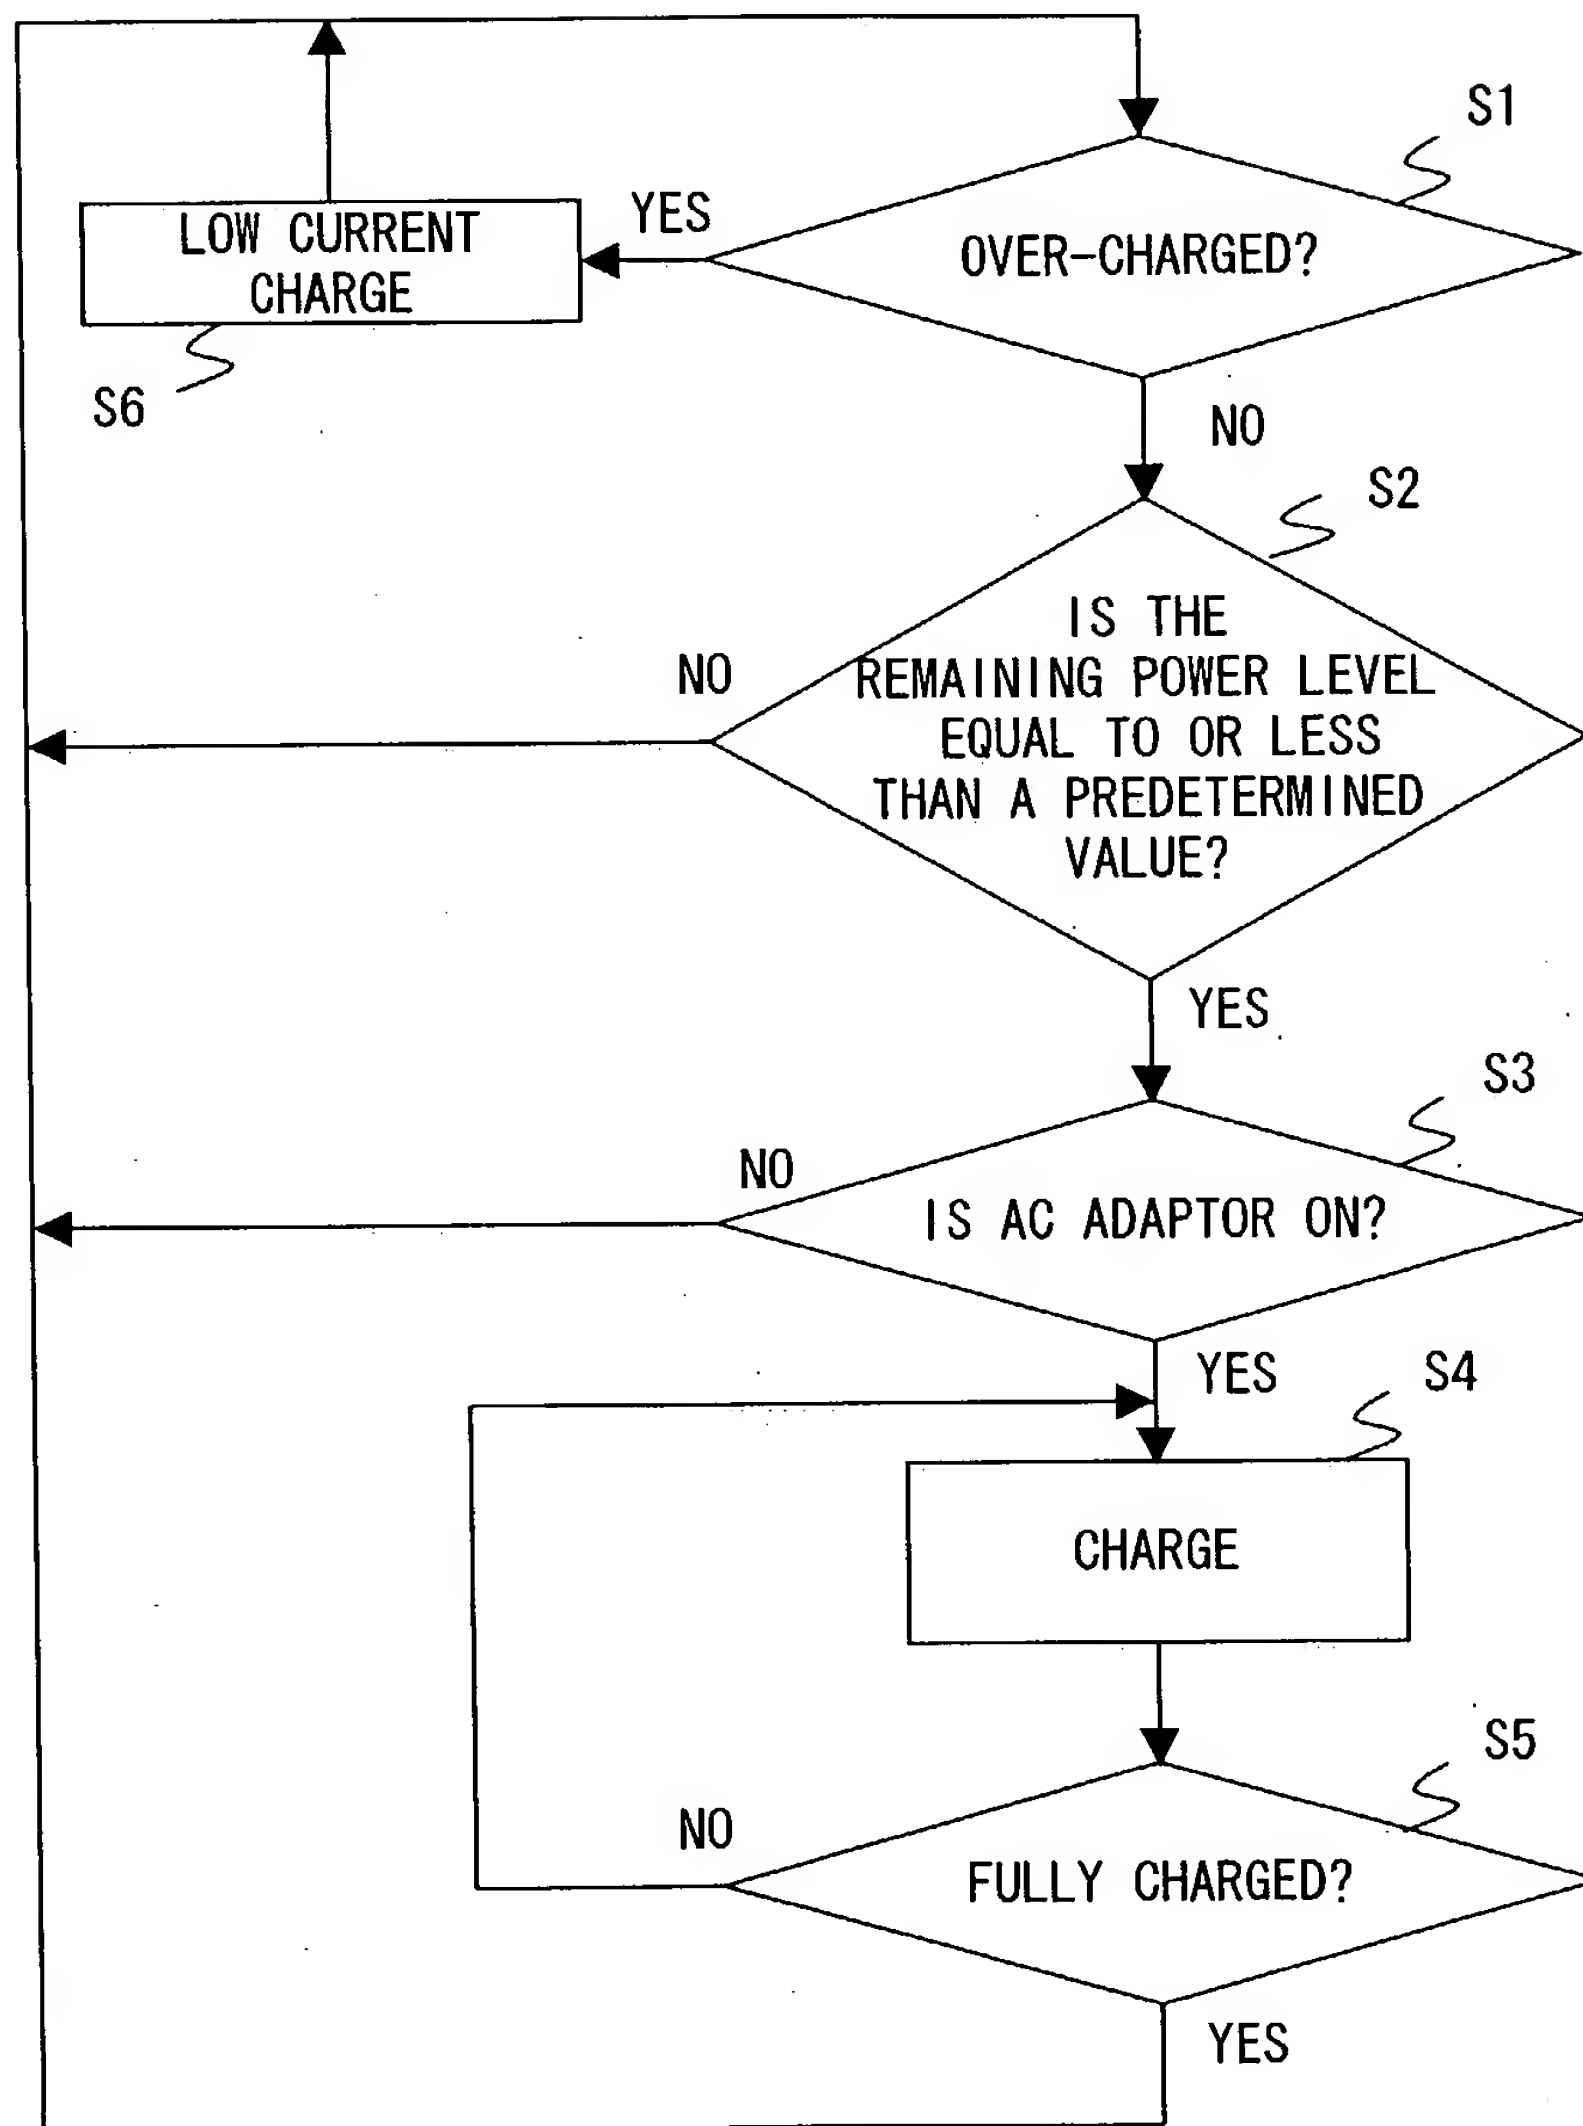 S1
YES
OVER-CHARGED?
LOW CURRENT
CHARGE
S6
NO
S2
IS THE
REMAINING POWER LEVEL
EQUAL TO OR LESS
THAN A PREDETERMINED
VALUE?
NO
YES
S3
NO
IS AC ADAPTOR ON?
YES
S4
CHARGE
S5
NO
FULLY CHARGED?
YES